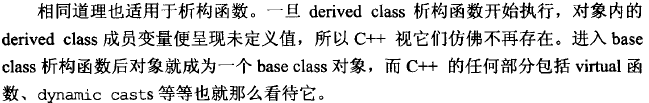 相同道理也适用于析构函数。一旦 derived class 析构函数开始执行，对象内的
derived class 成员变量便呈现未定义值，所以 C++ 视它们仿佛不再存在。进入 base
class 析构函数后对象就成为一个 base class 对象，而 C++ 的任何部分包括 virtual 函
数、dynamic casts 等等也就那么看待它。